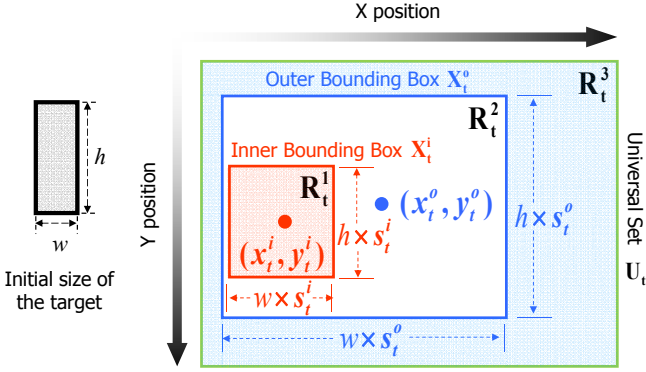 X position
Outer Bounding Box X_t^o
R_t^3
R_t^2
Inner Bounding Box X_t^i
R_t^1
h
w
Initial size of
the target
Y position
(x_t^o, y_t^o)
(x_t^i, y_t^i)
h × s_t^i
h × s_t^o
w × s_t^i
w × s_t^o
Universal Set
U_t